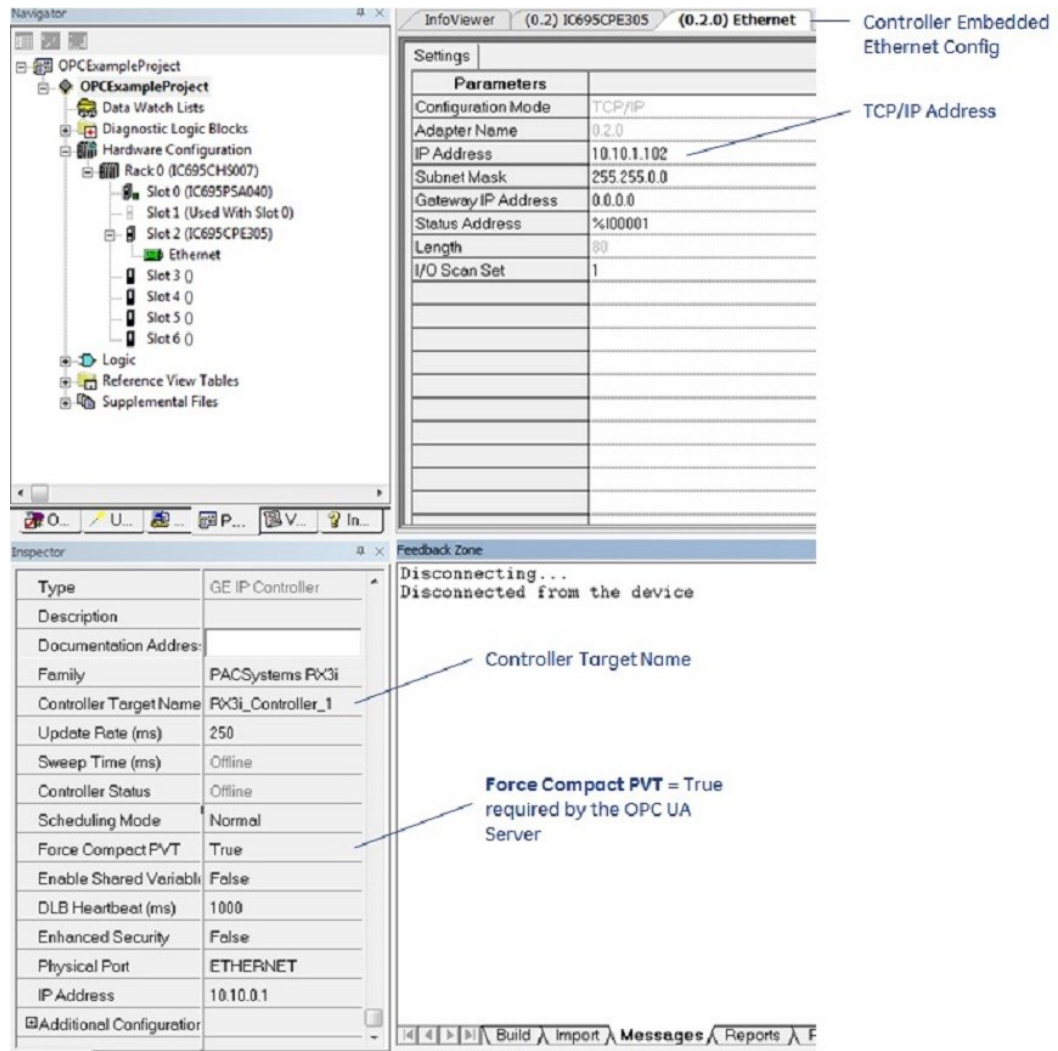 Navigator
OPCExampleProject
OPCExampleProject
Data Watch Lists
Diagnostic Logic Blocks
Hardware Configuration
Rack 0 (IC695CHS007)
Slot 0 (IC695PSA040)
Slot 1 (Used With Slot 0)
Slot 2 (IC695CPE305)
Ethernet
Slot 3 ()
Slot 4 ()
Slot 5 ()
Slot 6 ()
Logic
Reference View Tables
Supplemental Files
O... U... ... P... V... In...
InfoViewer (0.2) IC695CPE305 (0.2.0) Ethernet
Settings
Parameters
Configuration Mode TCP/IP
Adapter Name 0.2.0
IP Address 10.10.1.102
Subnet Mask 255.255.0.0
Gateway IP Address 0.0.0.0
Status Address %I00001
Length 80
I/O Scan Set 1
Controller Embedded
Ethernet Config
TCP/IP Address
Inspector
Type GE IP Controller
Description
Documentation Addres
Family PACSystems RX3i
Controller Target Name RX3i_Controller_1
Update Rate (ms) 250
Sweep Time (ms) Offline
Controller Status Offline
Scheduling Mode Normal
Force Compact PVT True
Enable Shared Variabl False
DLB Heartbeat (ms) 1000
Enhanced Security False
Physical Port ETHERNET
IP Address 10.10.0.1
Additional Configuration
Feedback Zone
Disconnecting...
Disconnected from the device
Controller Target Name
Force Compact PVT = True
required by the OPC UA
Server
Build Import Messages Reports